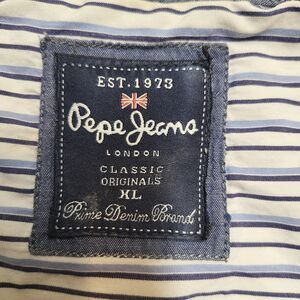 EST. 1973
Pepe Jeans
LONDON
CLASSIC
ORIGINALS
XL
Prime Denim Brand